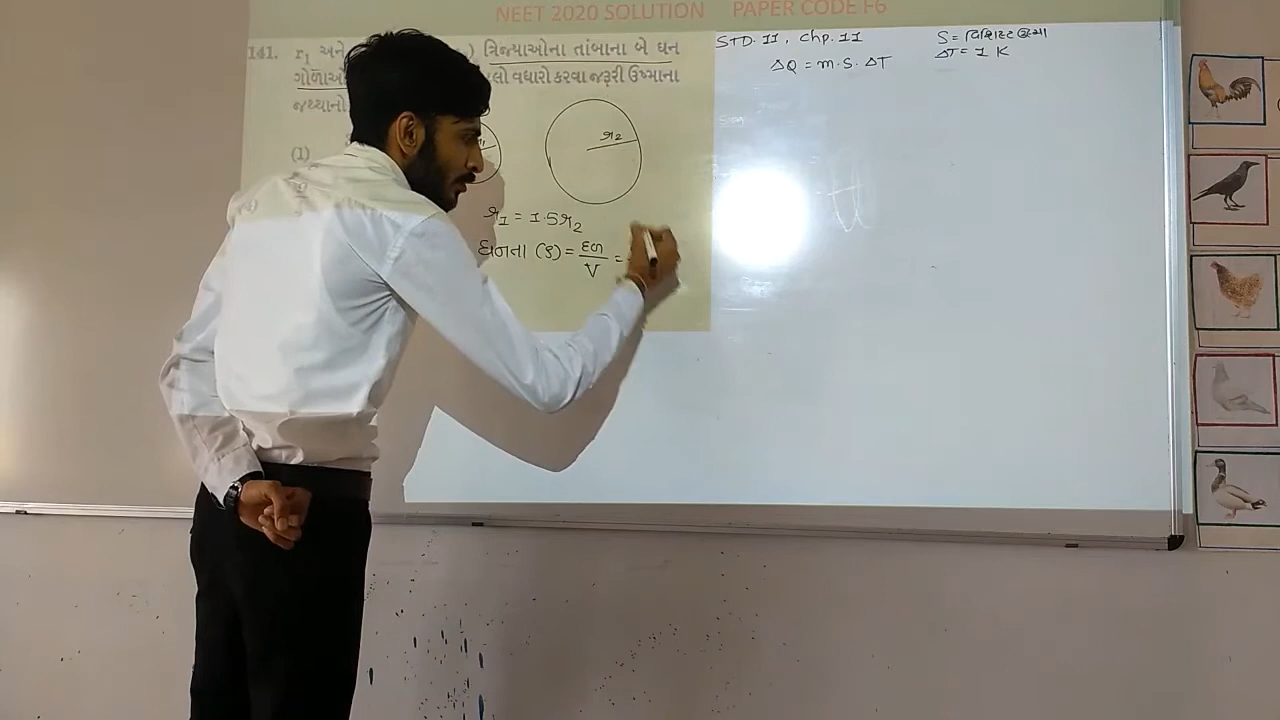 NEET 2020 SOLUTION PAPER CODE F6
141. r₁ અને ) ત્રિજ્યાઓના તાંબાના બે ઘન
ગોળાઓ લો વધારો કરવા જરૂરી ઉષ્માના
જથ્થાનો
(1)
r₂
r₁ = 1.5r₂
ઘનતા (ρ) = દળ / V =
STD. 11, Chp. 11
ΔQ = m.S.ΔT
S = વિશિષ્ટ ઉષ્મા
ΔT = 1 K